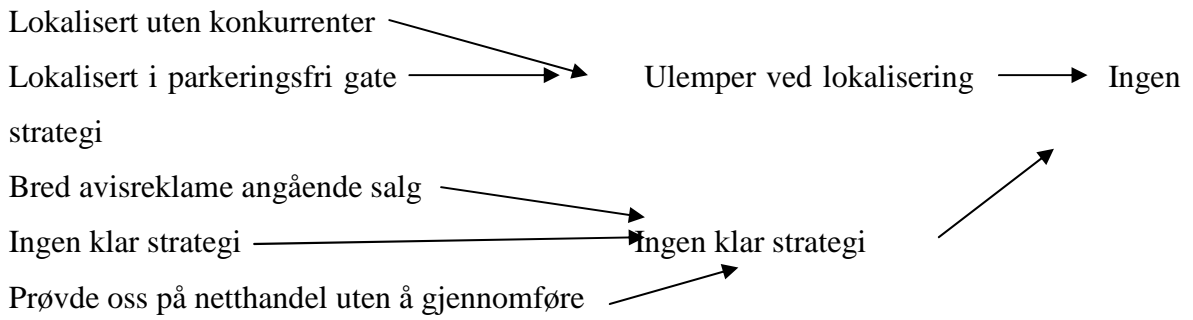 Lokalisert uten konkurrenter
Lokalisert i parkeringsfri gate Ulemper ved lokalisering Ingen
strategi
Bred avisreklame angående salg
Ingen klar strategi Ingen klar strategi
Prøvde oss på netthandel uten å gjennomføre